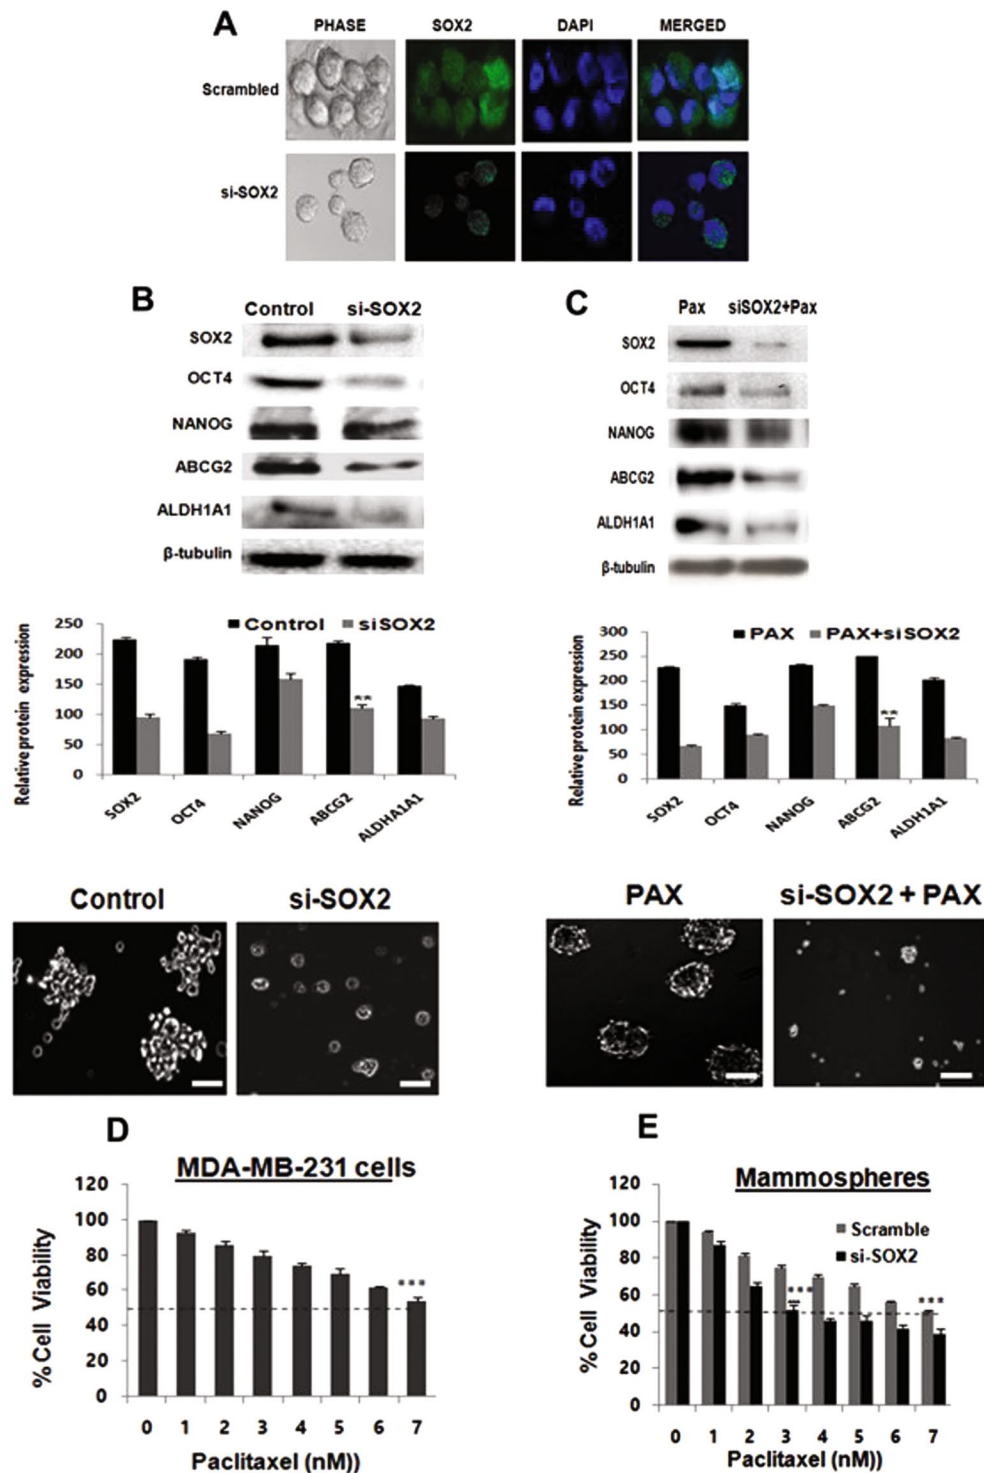 A
PHASE SOX2 DAPI MERGED
Scrambled
si-SOX2
B
Control si-SOX2
SOX2
OCT4
NANOG
ABCG2
ALDH1A1
β-tubulin
C
Pax siSOX2+Pax
SOX2
OCT4
NANOG
ABCG2
ALDH1A1
β-tubulin
Relative protein expression
250
200
150
100
50
0
Control siSOX2
**
SOX2 OCT4 NANOG ABCG2 ALDHA1A1
Relative protein expression
300
250
200
150
100
50
0
PAX PAX+siSOX2
**
SOX2 OCT4 NANOG ABCG2 ALDH1A1
Control si-SOX2
PAX si-SOX2 + PAX
D
MDA-MB-231 cells
% Cell Viability
120
100
80
60
40
20
0
***
0 1 2 3 4 5 6 7
Paclitaxel (nM))
E
Mammospheres
% Cell Viability
120
100
80
60
40
20
0
Scramble
si-SOX2
*** ***
0 1 2 3 4 5 6 7
Paclitaxel (nM))